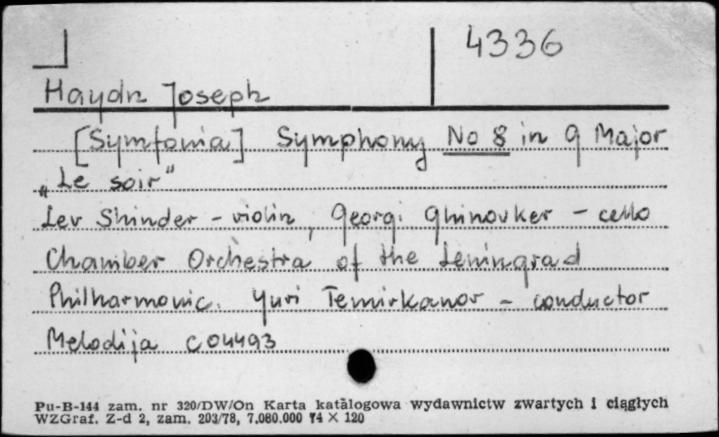 4336
Haydn Joseph
[Symfonia] Symphony No 8 in G Major
„Le soir"
Lev Shinder - violin, Georgi Ghinovker - cello
Chamber Orchestra of the Leningrad
Philharmonic. Yuri Temirkanov - conductor
Melodija C04493
Pu-B-144 zam. nr 320/DW/On Karta katalogowa wydawnictw zwartych i ciągłych
WZGraf. Z-d 2, zam. 203/78, 7.080.000 74 × 120